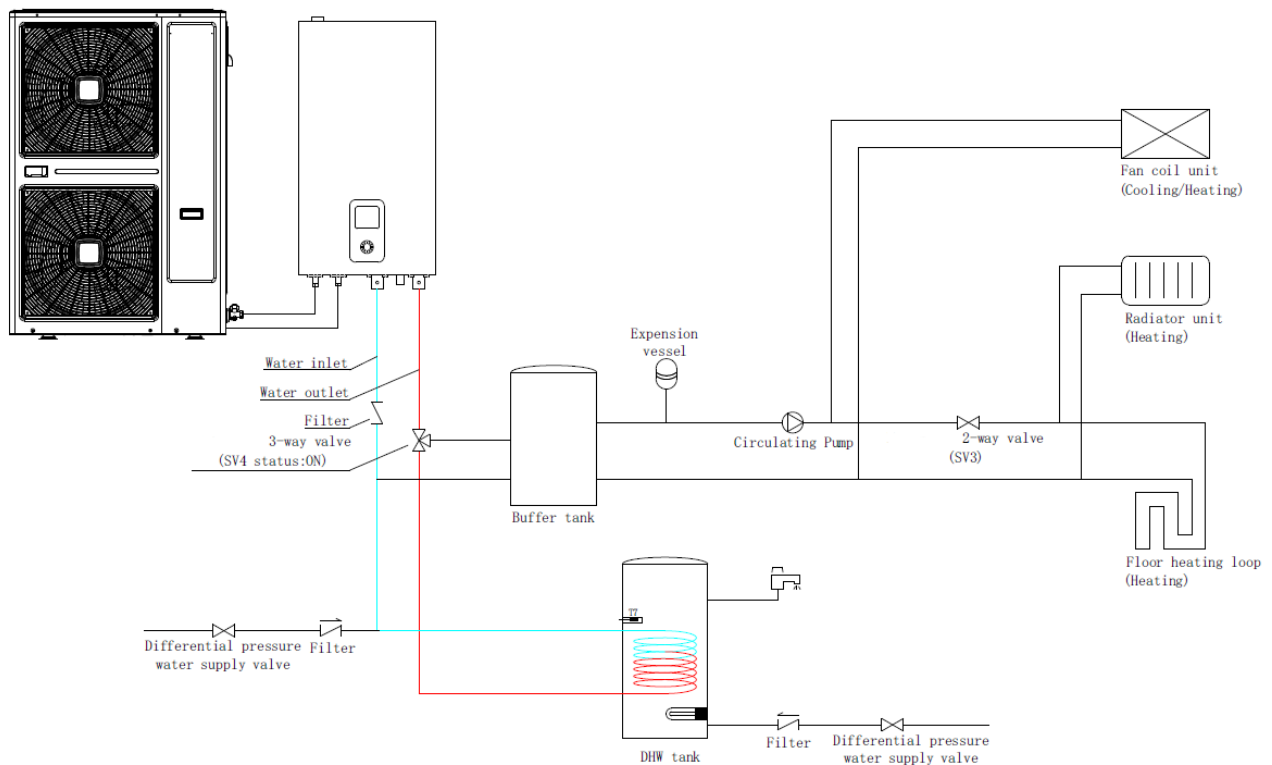 Fan coil unit
(Cooling/Heating)
Radiator unit
(Heating)
Expension
vessel
Water inlet
Water outlet
Filter
3-way valve
(SV4 status:ON)
Circulating Pump
2-way valve
(SV3)
Buffer tank
Floor heating loop
(Heating)
T7
Differential pressure
water supply valve
Filter
DHW tank
Filter
Differential pressure
water supply valve